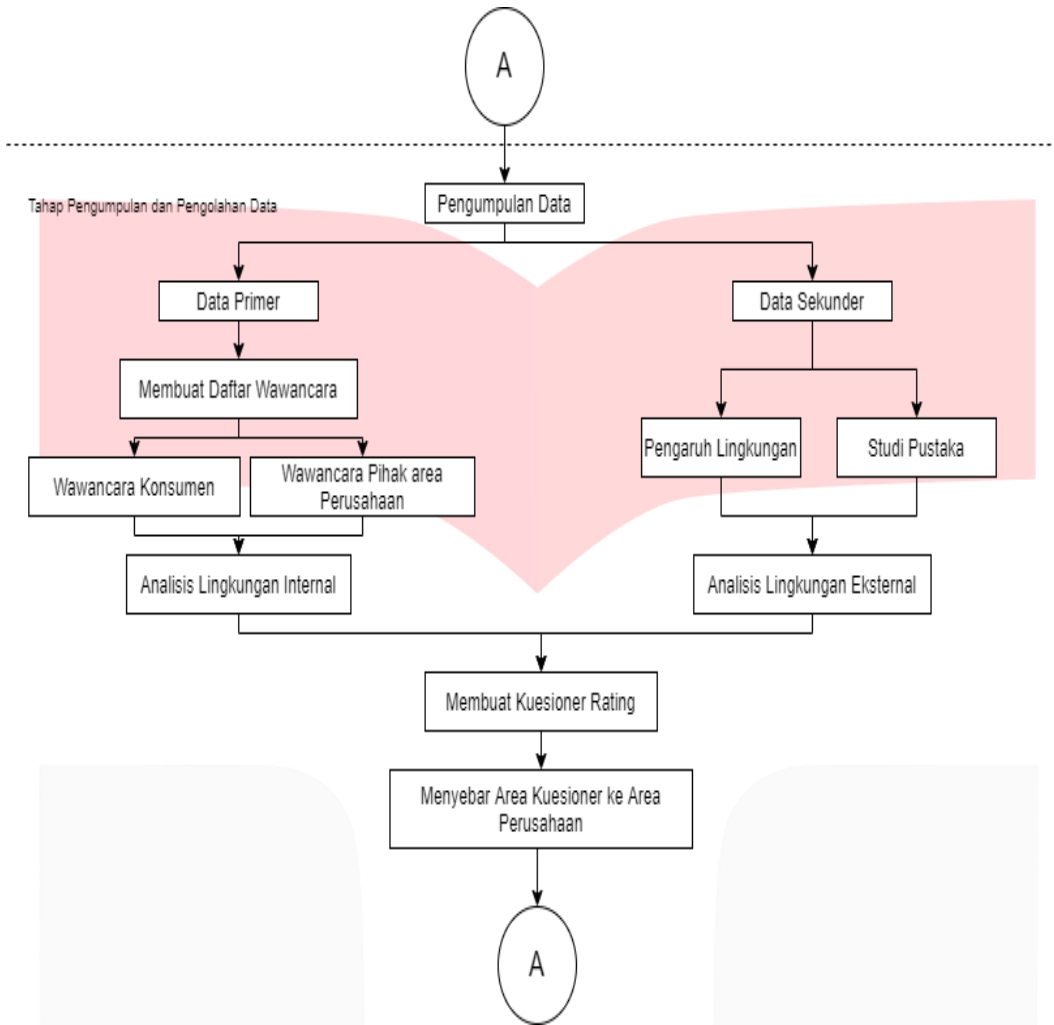 A
Pengumpulan Data
Tahap Pengumpulan dan Pengolahan Data
Data Primer
Data Sekunder
Membuat Daftar Wawancara
Pengaruh Lingkungan
Studi Pustaka
Wawancara Konsumen
Wawancara Pihak area
Perusahaan
Analisis Lingkungan Internal
Analisis Lingkungan Eksternal
Membuat Kuesioner Rating
Menyebar Area Kuesioner ke Area
Perusahaan
A